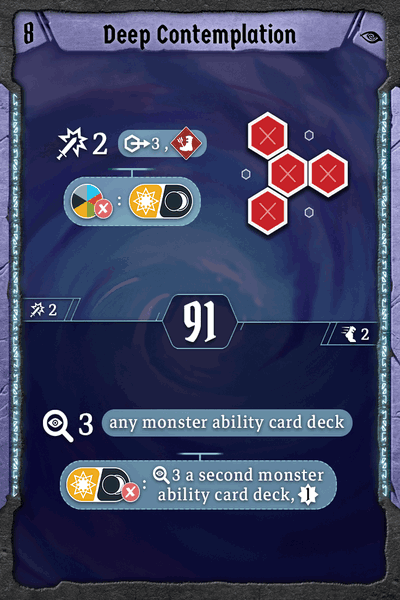 8 Deep Contemplation
2 3,
:
2 91 2
3 any monster ability card deck
: 3 a second monster
ability card deck, 1